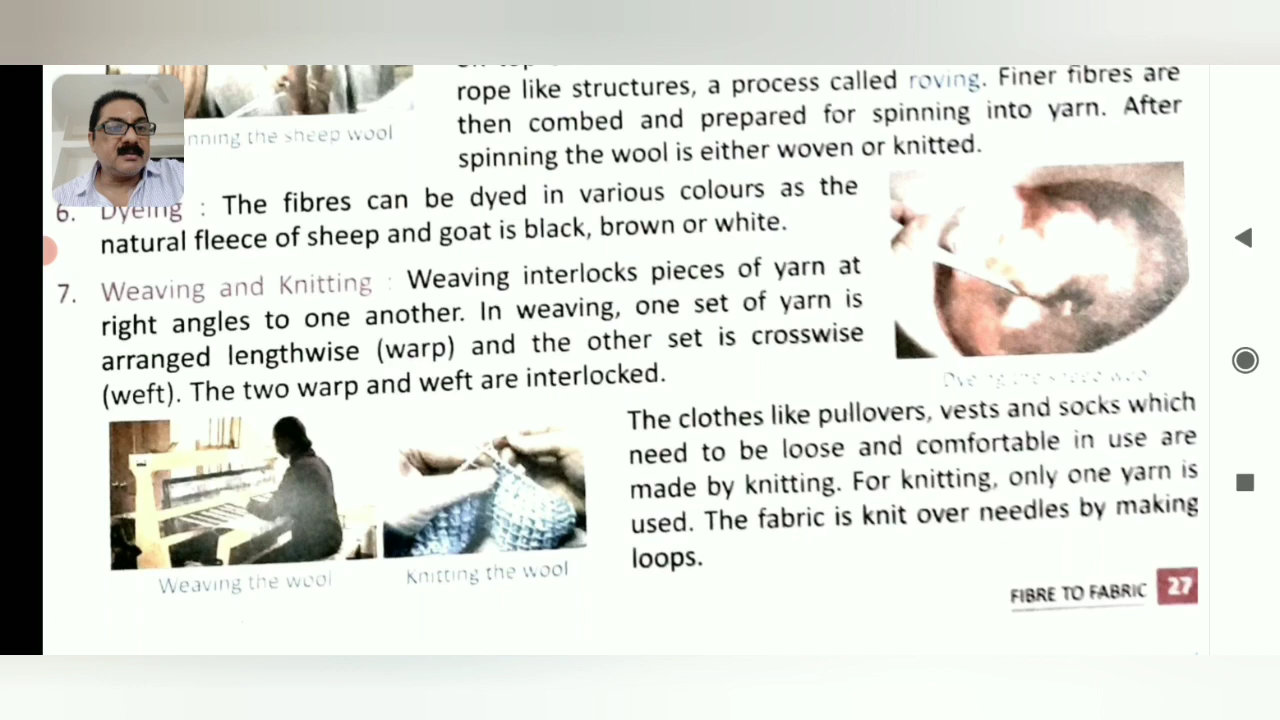 rope like structures, a process called roving. Finer fibres are
then combed and prepared for spinning into yarn. After
spinning the wool is either woven or knitted.
the sheep wool
6. Dyeing : The fibres can be dyed in various colours as the
natural fleece of sheep and goat is black, brown or white.
7. Weaving and Knitting : Weaving interlocks pieces of yarn at
right angles to one another. In weaving, one set of yarn is
arranged lengthwise (warp) and the other set is crosswise
(weft). The two warp and weft are interlocked.
The clothes like pullovers, vests and socks which
need to be loose and comfortable in use are
made by knitting. For knitting, only one yarn is
used. The fabric is knit over needles by making
loops.
Weaving the wool
Knitting the wool
FIBRE TO FABRIC 27